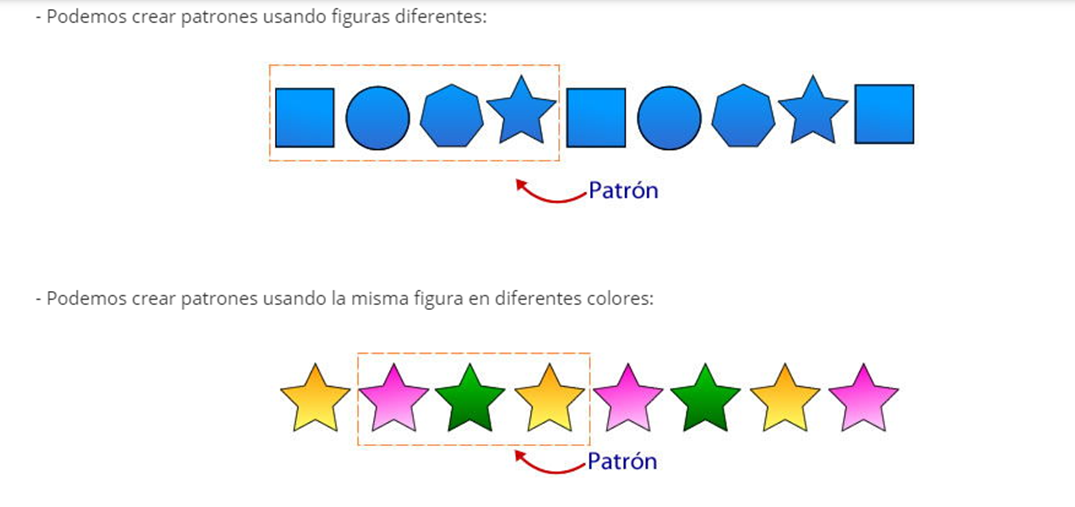 - Podemos crear patrones usando figuras diferentes:
Patrón
- Podemos crear patrones usando la misma figura en diferentes colores:
Patrón